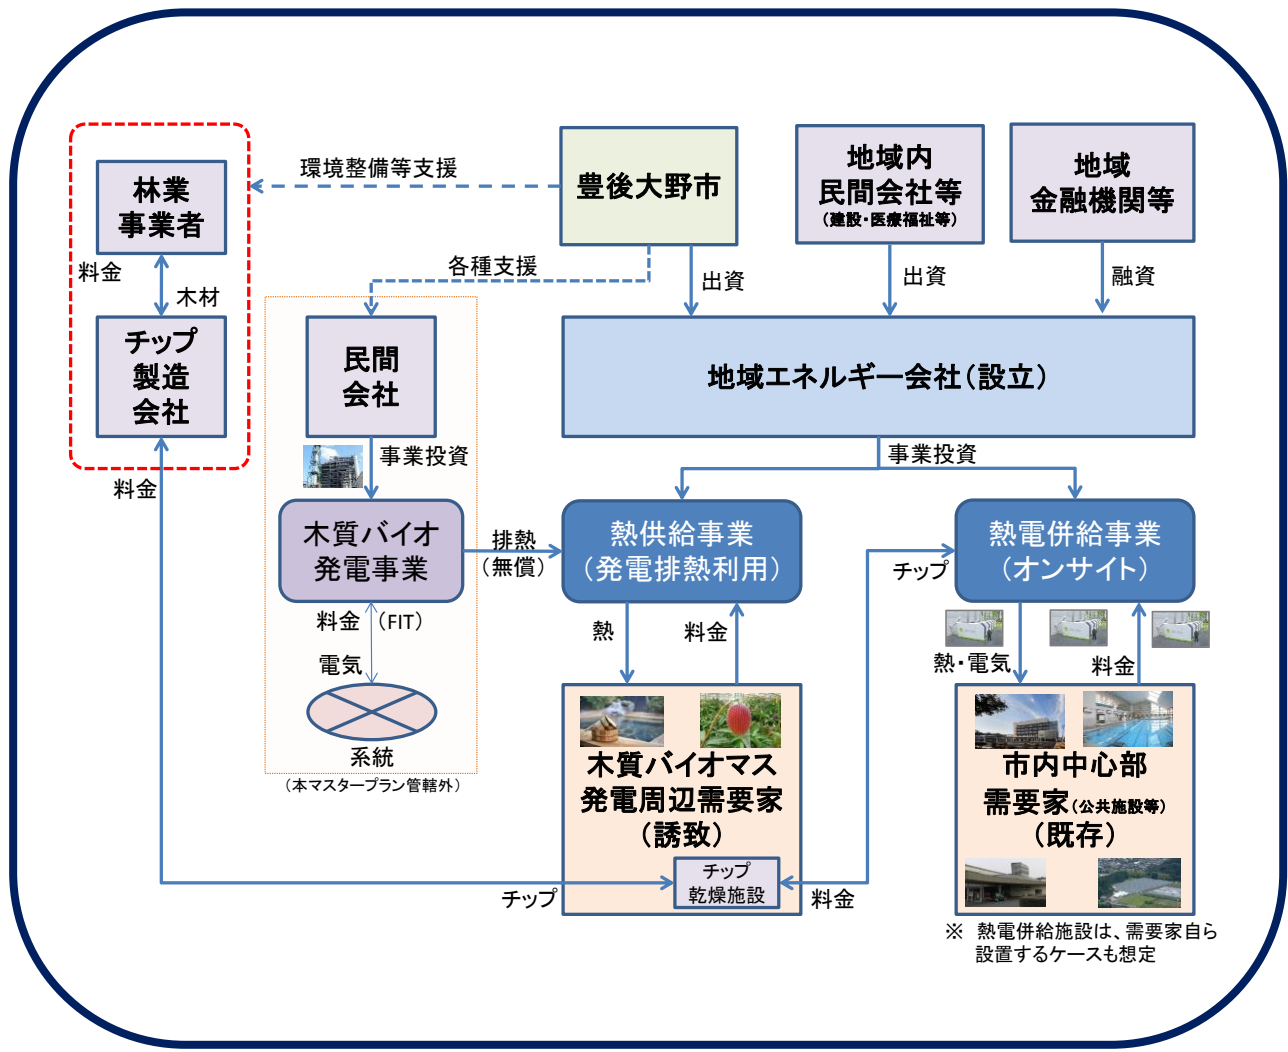 環境整備等支援
林業
事業者
豊後大野市
地域内
民間会社等
（建設・医療福祉等）
地域
金融機関等
料金
木材
各種支援
出資
出資
融資
チップ
製造
会社
民間
会社
地域エネルギー会社（設立）
事業投資
事業投資
料金
木質バイオ
発電事業
排熱
（無償）
熱供給事業
（発電排熱利用）
チップ
熱電併給事業
（オンサイト）
料金（FIT）
電気
熱
料金
熱・電気
料金
系統
（本マスタープラン管轄外）
木質バイオマス
発電周辺需要家
（誘致）
市内中心部
需要家（公共施設等）
（既存）
チップ
乾燥施設
チップ
料金
※　熱電併給施設は、需要家自ら
設置するケースも想定